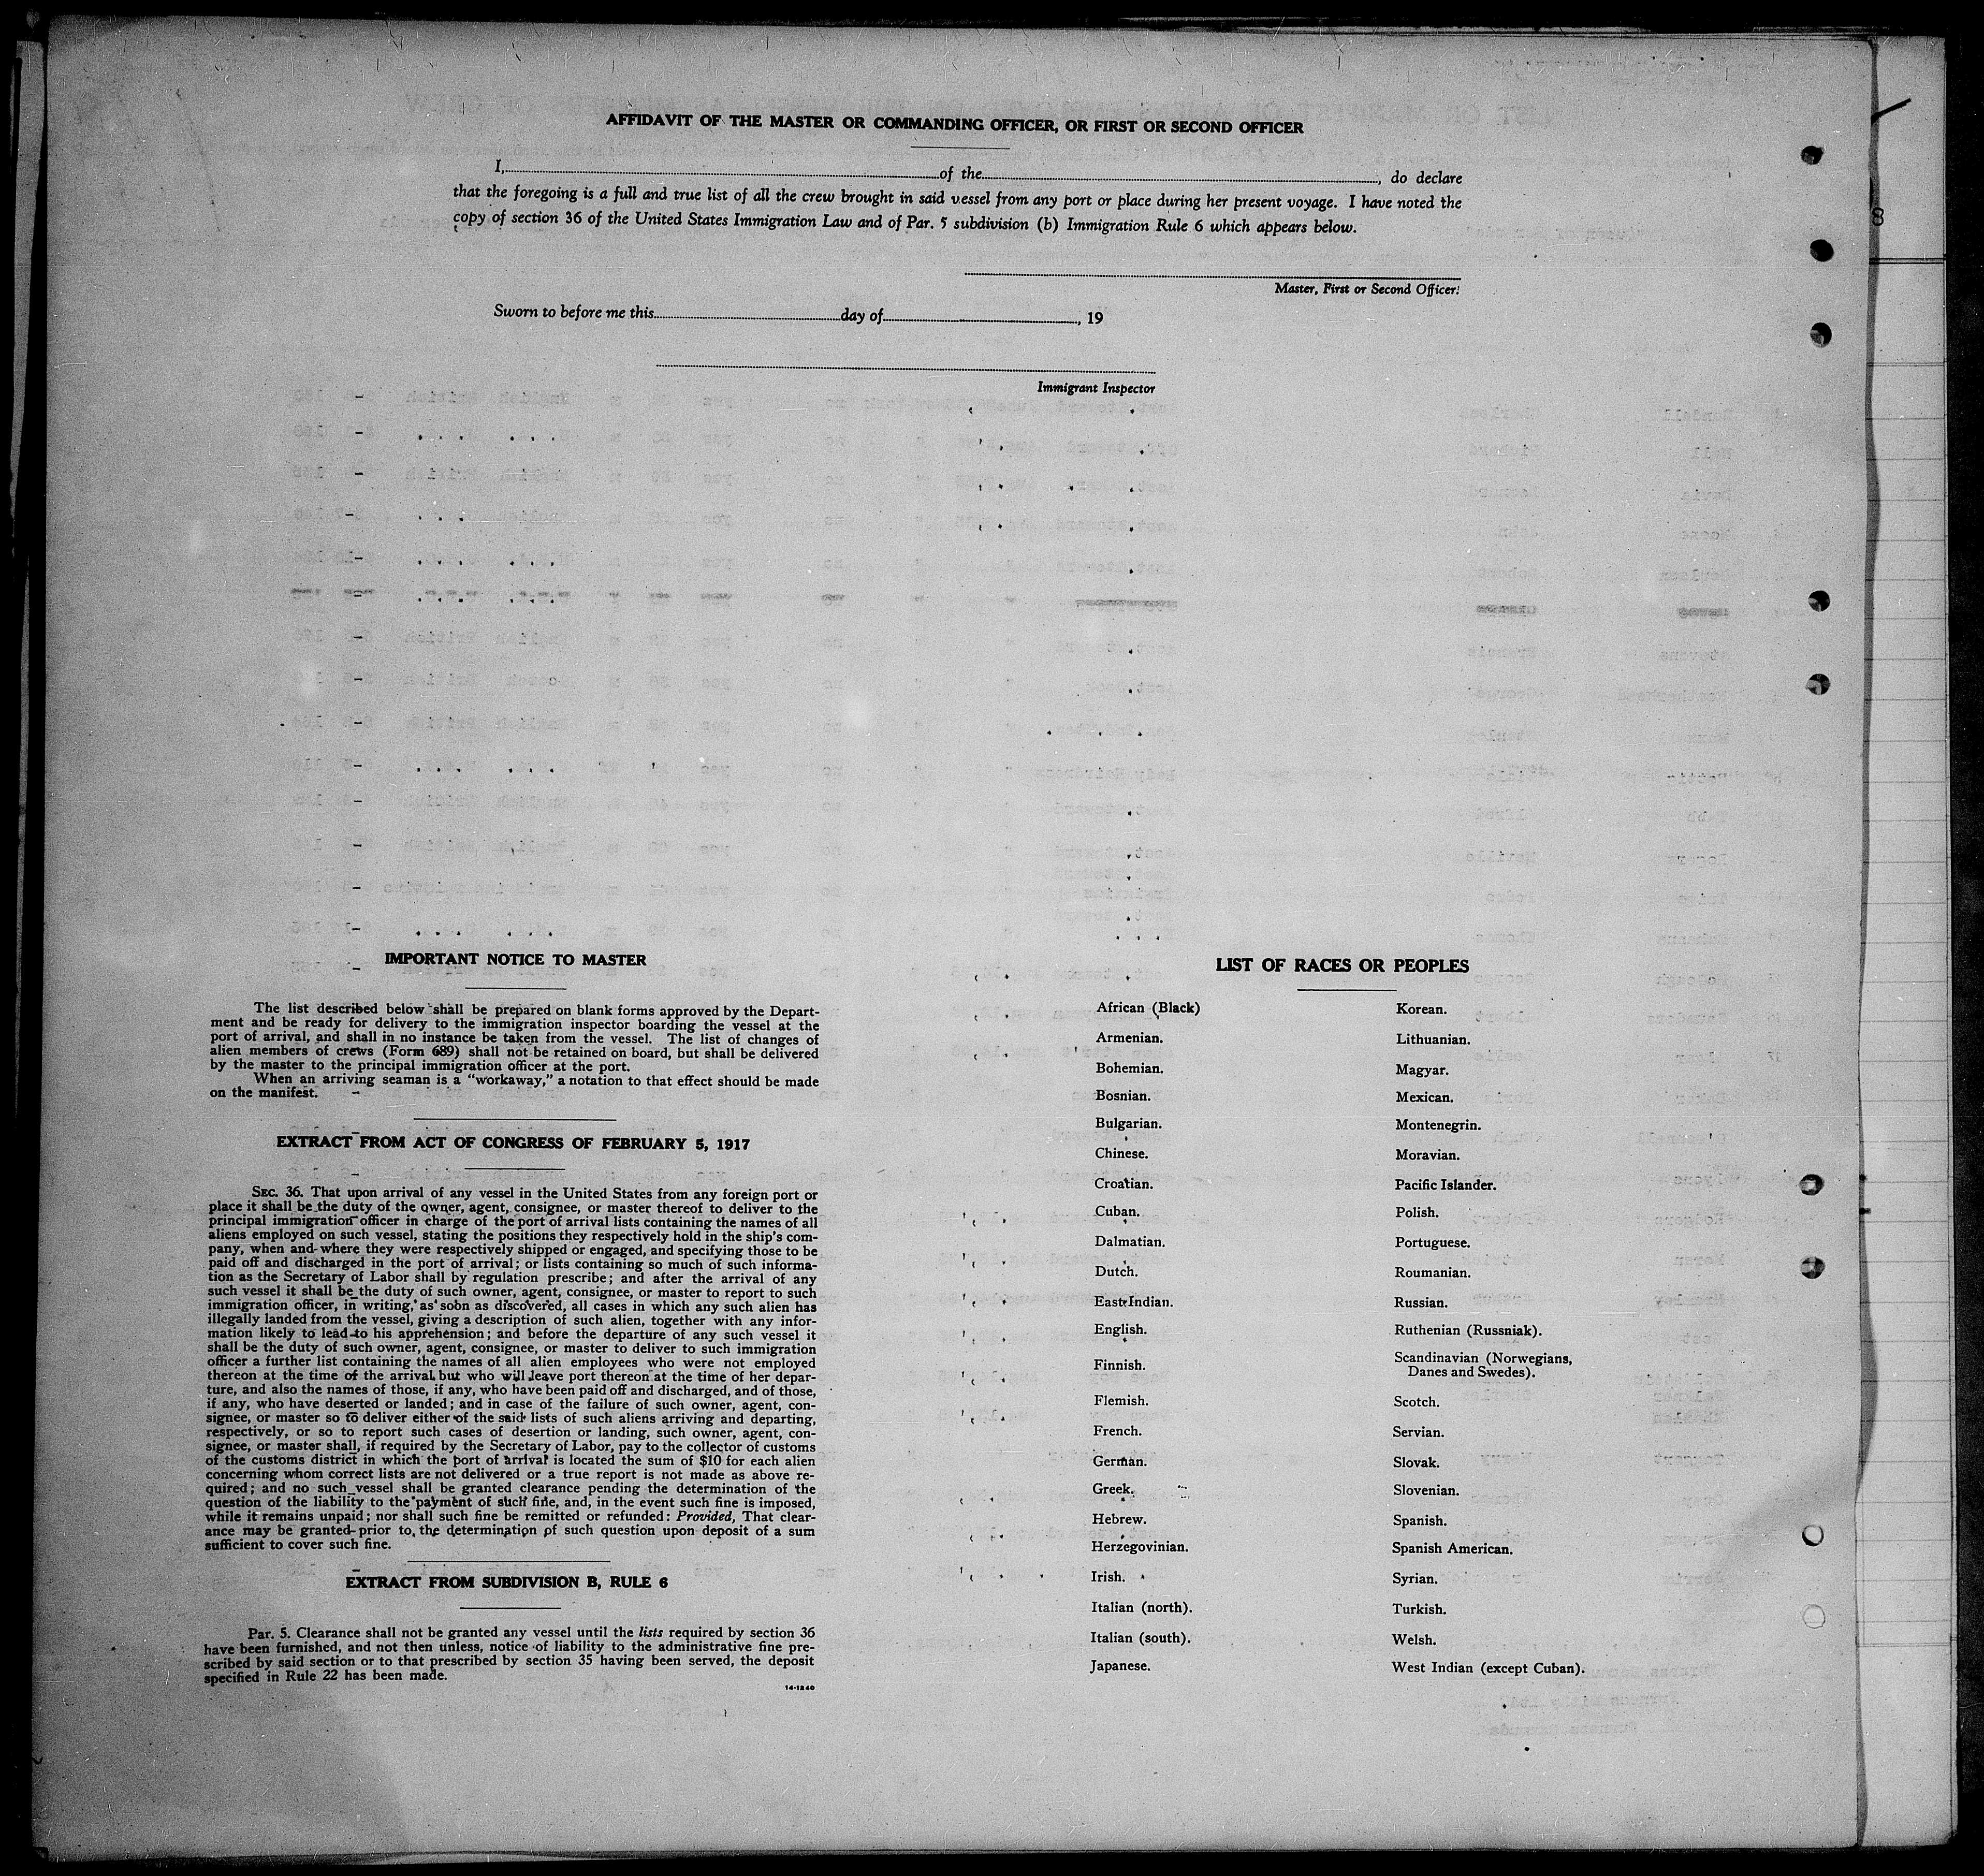 AFFIDAVIT OF THE MASTER OR COMMANDING OFFICER, OR FIRST OR SECOND OFFICER
I, of the , do declare
that the foregoing is a full and true list of all the crew brought in said vessel from any port or place during her present voyage. I have noted the
copy of section 36 of the United States Immigration Law and of Par. 5 subdivision (b) Immigration Rule 6 which appears below.
Master, First or Second Officer.
Sworn to before me this day of , 19
Immigrant Inspector
8
IMPORTANT NOTICE TO MASTER
The list described below shall be prepared on blank forms approved by the Depart-
ment and be ready for delivery to the immigration inspector boarding the vessel at the
port of arrival, and shall in no instance be taken from the vessel. The list of changes of
alien members of crews (Form 689) shall not be retained on board, but shall be delivered
by the master to the principal immigration officer at the port.
When an arriving seaman is a "workaway," a notation to that effect should be made
on the manifest.
EXTRACT FROM ACT OF CONGRESS OF FEBRUARY 5, 1917
SEC. 36. That upon arrival of any vessel in the United States from any foreign port or
place it shall be the duty of the owner, agent, consignee, or master thereof to deliver to the
principal immigration officer in charge of the port of arrival lists containing the names of all
aliens employed on such vessel, stating the positions they respectively hold in the ship's com-
pany, when and where they were respectively shipped or engaged, and specifying those to be
paid off and discharged in the port of arrival; or lists containing so much of such informa-
tion as the Secretary of Labor shall by regulation prescribe; and after the arrival of any
such vessel it shall be the duty of such owner, agent, consignee, or master to report to such
immigration officer, in writing, as soon as discovered, all cases in which any such alien has
illegally landed from the vessel, giving a description of such alien, together with any infor-
mation likely to lead to his apprehension; and before the departure of any such vessel it
shall be the duty of such owner, agent, consignee, or master to deliver to such immigration
officer a further list containing the names of all alien employees who were not employed
thereon at the time of the arrival but who will leave port thereon at the time of her depar-
ture, and also the names of those, if any, who have been paid off and discharged, and of those,
if any, who have deserted or landed; and in case of the failure of such owner, agent, con-
signee, or master so to deliver either of the said lists of such aliens arriving and departing,
respectively, or so to report such cases of desertion or landing, such owner, agent, con-
signee, or master shall, if required by the Secretary of Labor, pay to the collector of customs
of the customs district in which the port of arrival is located the sum of $10 for each alien
concerning whom correct lists are not delivered or a true report is not made as above re-
quired; and no such vessel shall be granted clearance pending the determination of the
question of the liability to the payment of such fine, and, in the event such fine is imposed,
while it remains unpaid; nor shall such fine be remitted or refunded: Provided, That clear-
ance may be granted prior to the determination of such question upon deposit of a sum
sufficient to cover such fine.
EXTRACT FROM SUBDIVISION B, RULE 6
Par. 5. Clearance shall not be granted any vessel until the lists required by section 36
have been furnished, and not then unless, notice of liability to the administrative fine pre-
scribed by said section or to that prescribed by section 35 having been served, the deposit
specified in Rule 22 has been made.
14-1240
LIST OF RACES OR PEOPLES
African (Black)
Armenian.
Bohemian.
Bosnian.
Bulgarian.
Chinese.
Croatian.
Cuban.
Dalmatian.
Dutch.
East Indian.
English.
Finnish.
Flemish.
French.
German.
Greek.
Hebrew.
Herzegovinian.
Irish.
Italian (north).
Italian (south).
Japanese.
Korean.
Lithuanian.
Magyar.
Mexican.
Montenegrin.
Moravian.
Pacific Islander.
Polish.
Portuguese.
Roumanian.
Russian.
Ruthenian (Russniak).
Scandinavian (Norwegians,
Danes and Swedes).
Scotch.
Servian.
Slovak.
Slovenian.
Spanish.
Spanish American.
Syrian.
Turkish.
Welsh.
West Indian (except Cuban).